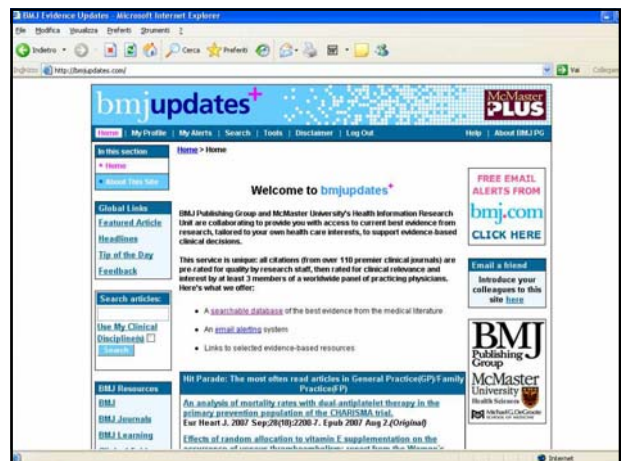 BMJ Evidence Updates - Microsoft Internet Explorer
File Modifica Visualizza Preferiti Strumenti ?
Indietro Cerca Preferiti
Indirizzo http://bmjupdates.com/ Vai Collegamenti
bmjupdates+
McMaster
PLUS
Home | My Profile | My Alerts | Search | Tools | Disclaimer | Log Out Help | About BMJ PG
In this section
Home
About This Site
Global Links
Featured Article
Headlines
Tip of the Day
Feedback
Search articles:
Use My Clinical
Discipline(s)
Search
BMJ Resources
BMJ
BMJ Journals
BMJ Learning
Home > Home
Welcome to bmjupdates+
BMJ Publishing Group and McMaster University's Health Information Research
Unit are collaborating to provide you with access to current best evidence from
research, tailored to your own health care interests, to support evidence-based
clinical decisions.
This service is unique: all citations (from over 110 premier clinical journals) are
pre-rated for quality by research staff, then rated for clinical relevance and
interest by at least 3 members of a worldwide panel of practicing physicians.
Here's what we offer:
A searchable database of the best evidence from the medical literature
An email alerting system
Links to selected evidence-based resources
Hit Parade: The most often read articles in General Practice(GP)/Family
Practice(FP)
An analysis of mortality rates with dual-antiplatelet therapy in the
primary prevention population of the CHARISMA trial.
Eur Heart J. 2007 Sep;28(18):2200-7. Epub 2007 Aug 2.(Original)
Effects of random allocation to vitamin E supplementation on the
occurrence of venous thromboembolism: report from the Women's
FREE EMAIL
ALERTS FROM
bmj.com
CLICK HERE
Email a friend
Introduce your
colleagues to this
site here
BMJ
Publishing
Group
McMaster
University
Health Sciences
Michael G. DeGroote
SCHOOL OF MEDICINE
Internet